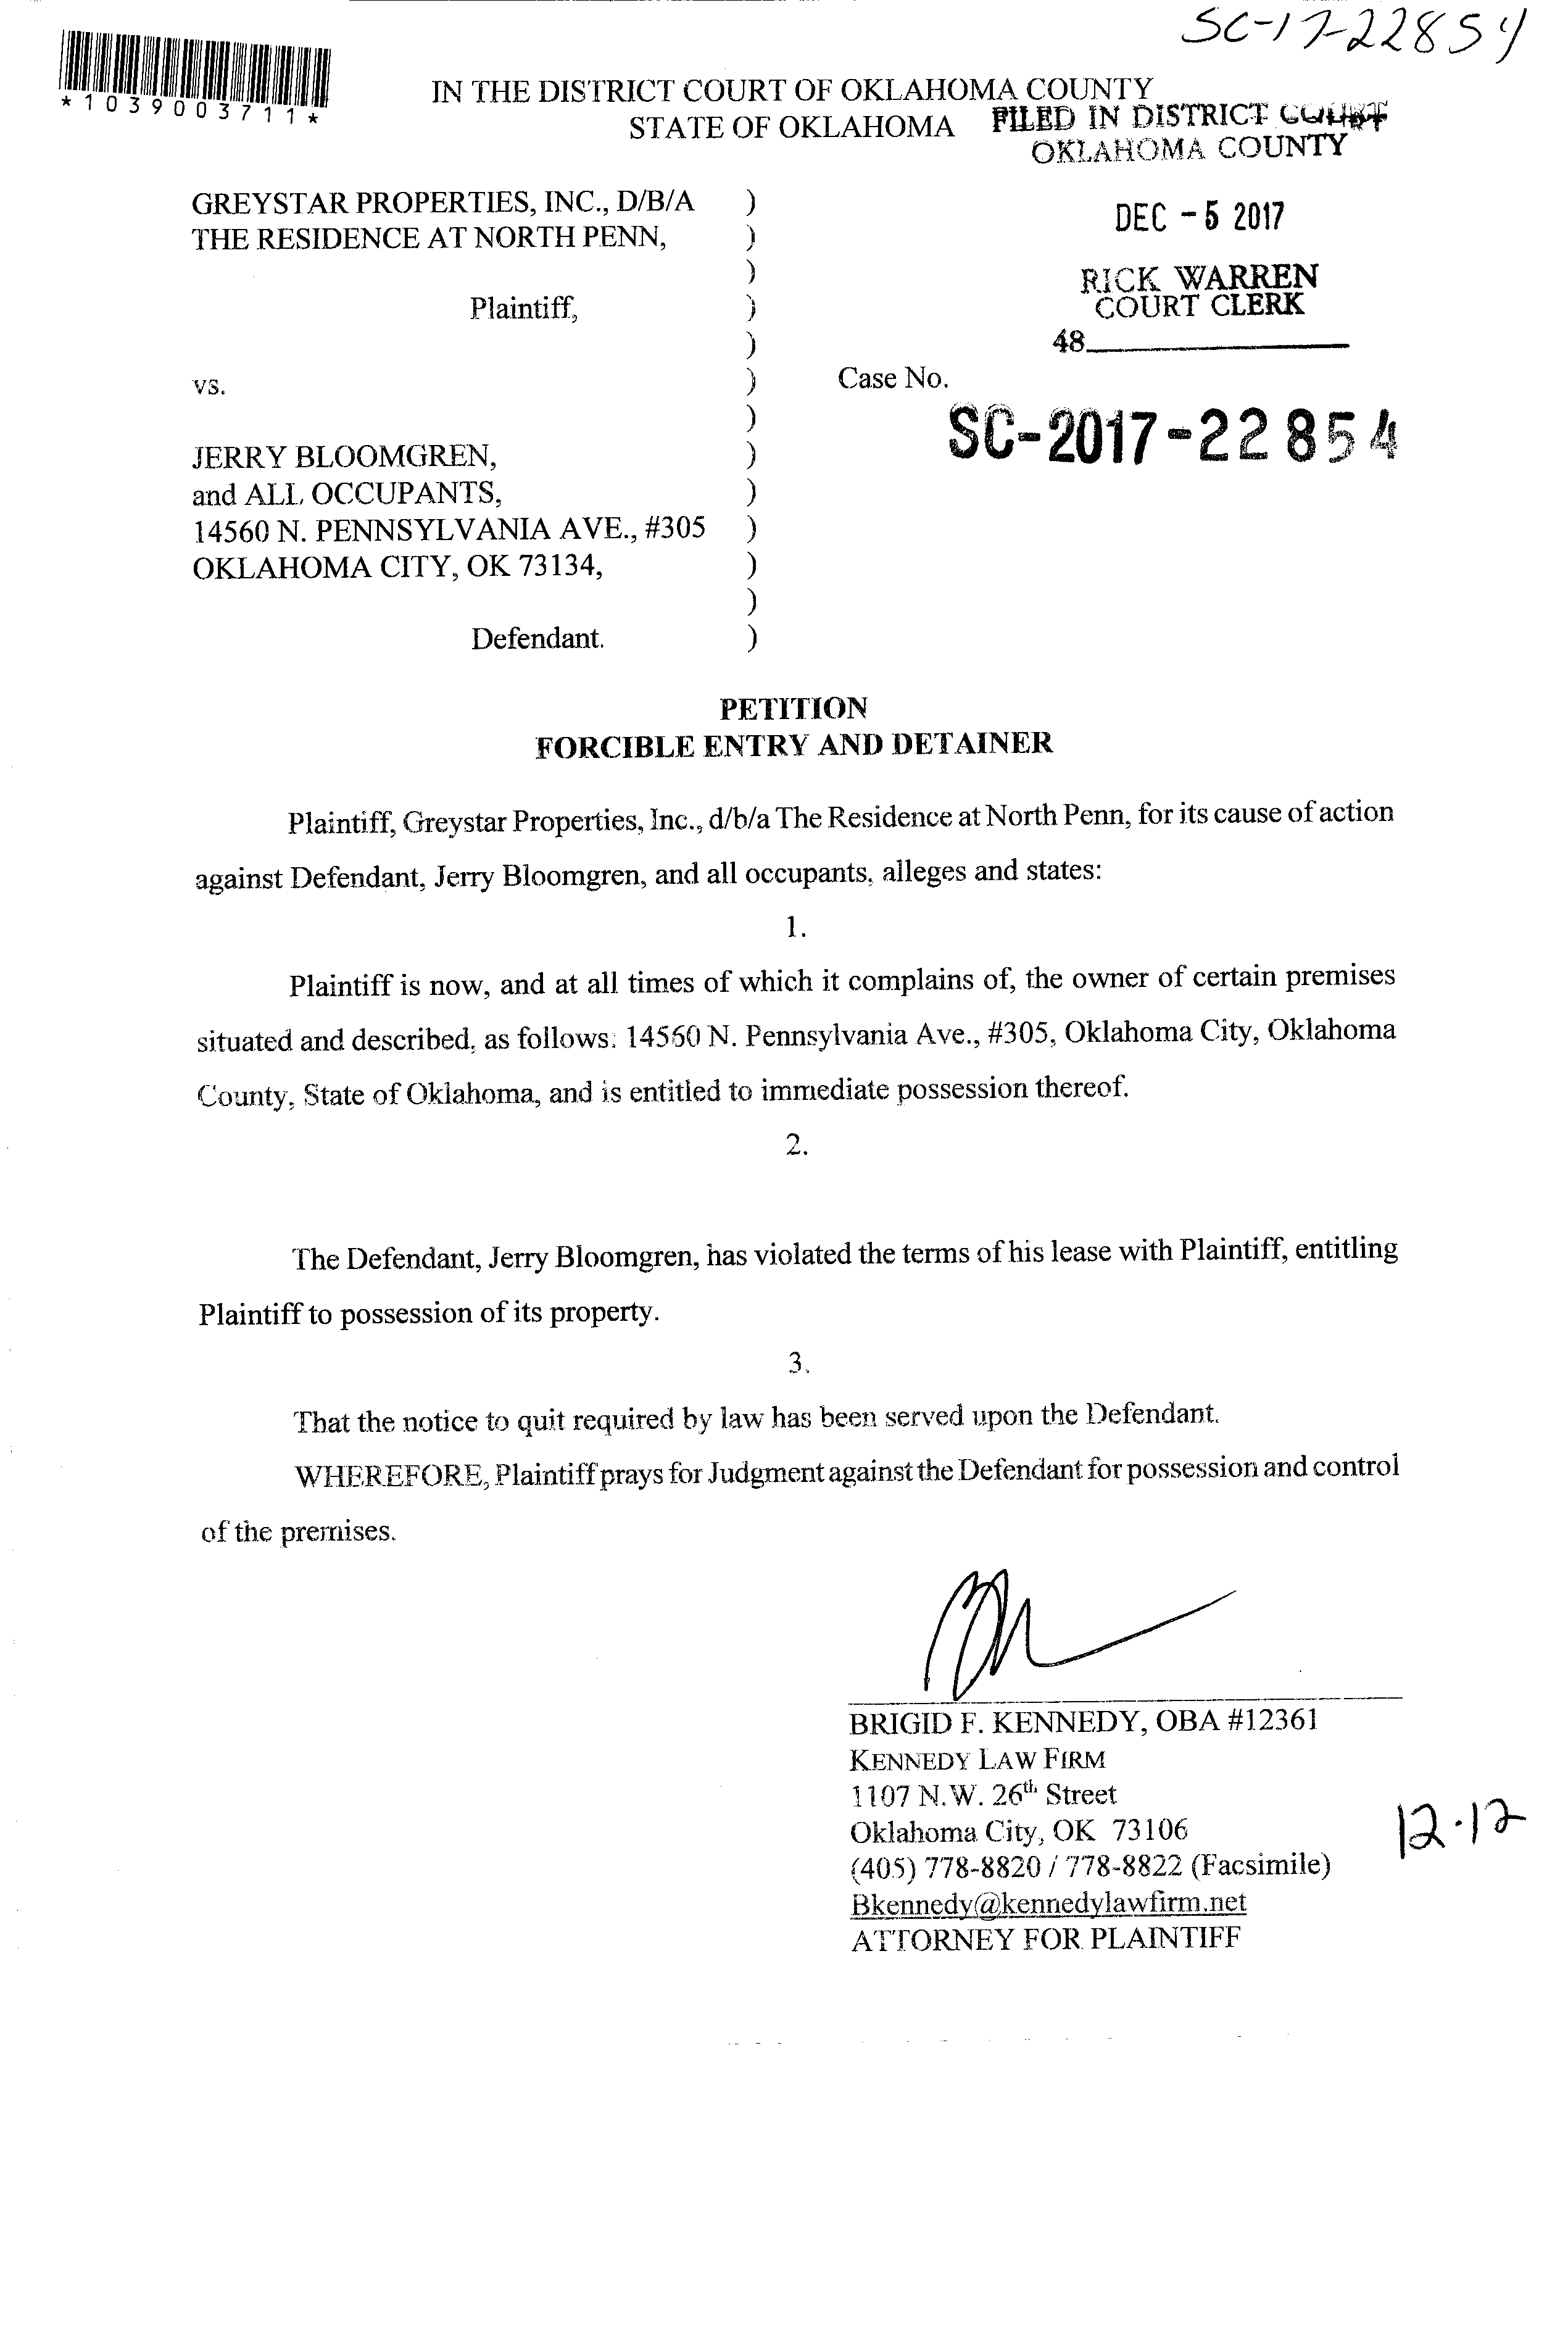 SC-17-22854
*1039003711*
IN THE DISTRICT COURT OF OKLAHOMA COUNTY
STATE OF OKLAHOMA
FILED IN DISTRICT COURT
OKLAHOMA COUNTY
DEC - 5 2017
RICK WARREN
COURT CLERK
48
GREYSTAR PROPERTIES, INC., D/B/A )
THE RESIDENCE AT NORTH PENN, )
)
Plaintiff, )
)
vs. ) Case No.
)
SC-2017-22854
JERRY BLOOMGREN, )
and ALL OCCUPANTS, )
14560 N. PENNSYLVANIA AVE., #305 )
OKLAHOMA CITY, OK 73134, )
)
Defendant. )
PETITION
FORCIBLE ENTRY AND DETAINER
Plaintiff, Greystar Properties, Inc., d/b/a The Residence at North Penn, for its cause of action
against Defendant, Jerry Bloomgren, and all occupants, alleges and states:
1.
Plaintiff is now, and at all times of which it complains of, the owner of certain premises
situated and described, as follows: 14560 N. Pennsylvania Ave., #305, Oklahoma City, Oklahoma
County, State of Oklahoma, and is entitled to immediate possession thereof.
2.
The Defendant, Jerry Bloomgren, has violated the terms of his lease with Plaintiff, entitling
Plaintiff to possession of its property.
3.
That the notice to quit required by law has been served upon the Defendant.
WHEREFORE, Plaintiff prays for Judgment against the Defendant for possession and control
of the premises.
BRIGID F. KENNEDY, OBA #12361
KENNEDY LAW FIRM
1107 N.W. 26th Street
Oklahoma City, OK 73106
(405) 778-8820 / 778-8822 (Facsimile)
Bkennedy@kennedylawfirm.net
ATTORNEY FOR PLAINTIFF
12-12